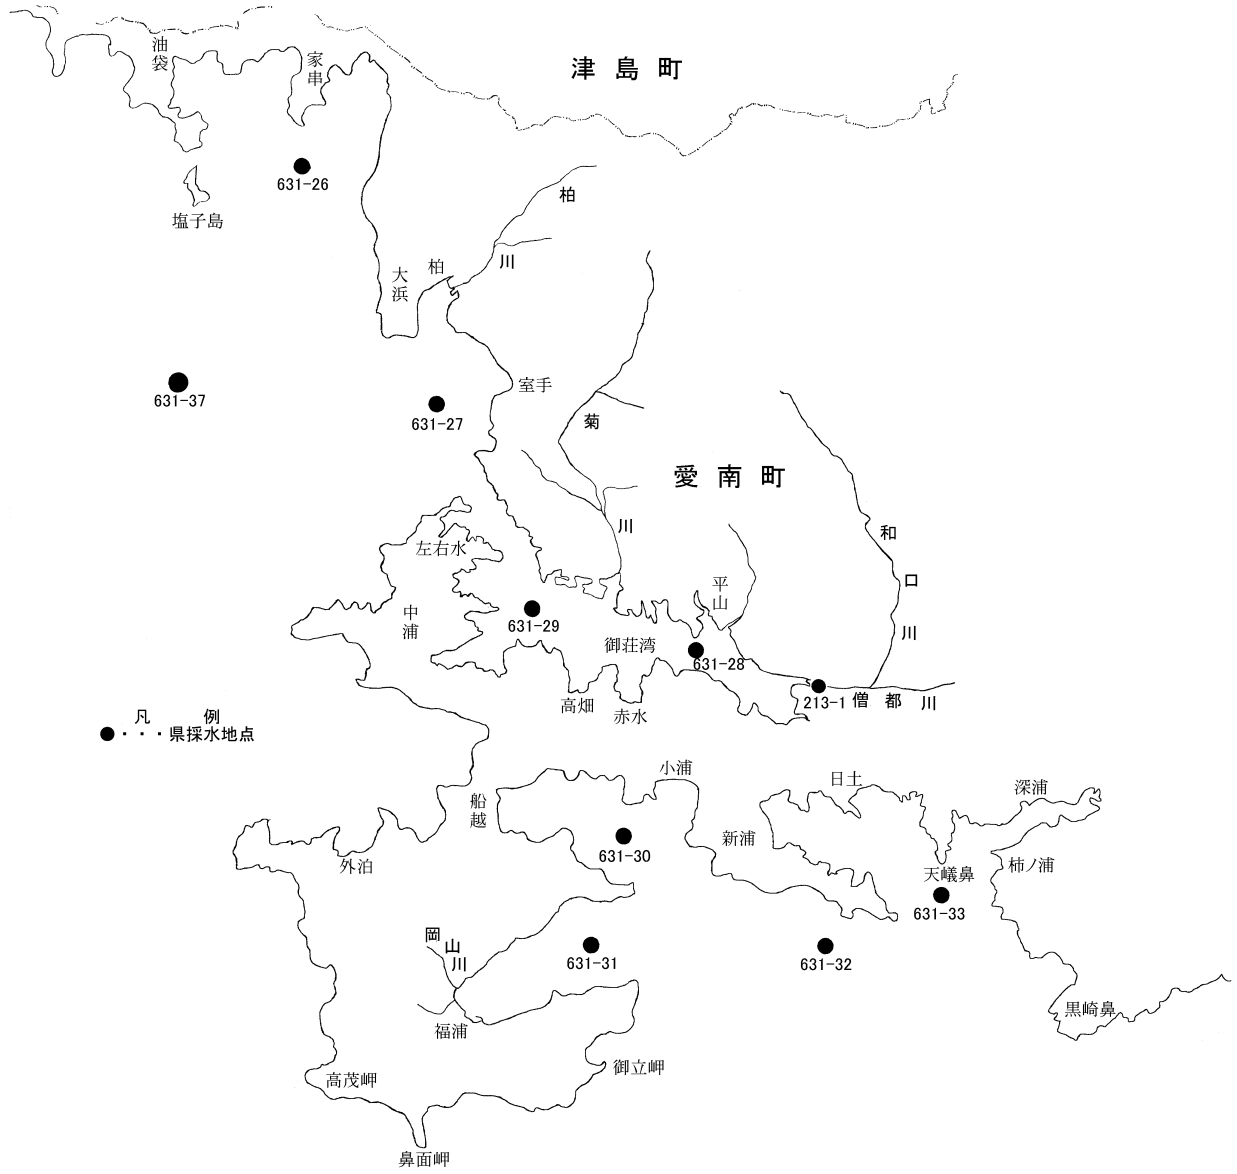 油袋
家串
津島町
631-26
塩子島
柏川
柏
大浜
631-37
631-27
室手
菊川
愛南町
和口川
左右水
中浦
631-29
御荘湾
平山
631-28
高畑
赤水
213-1
僧都川
凡例
●・・・県採水地点
小浦
日土
深浦
船越
新浦
631-30
外泊
天嶬鼻
柿ノ浦
631-33
岡山川
631-31
631-32
福浦
黒崎鼻
御立岬
高茂岬
鼻面岬